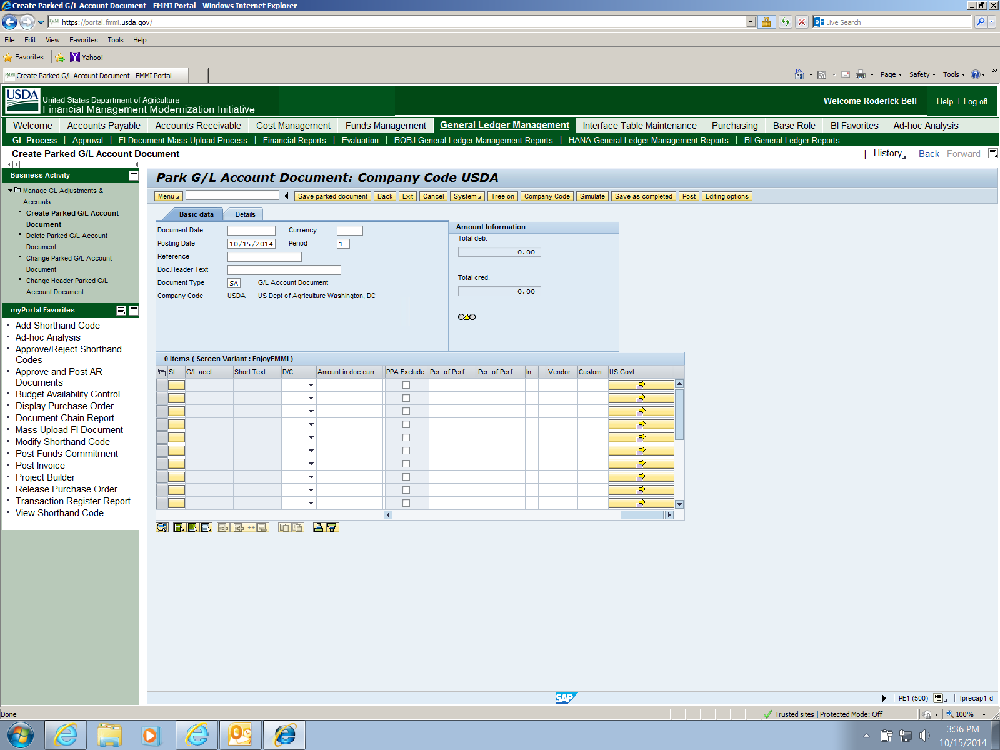 Create Parked G/L Account Document - FMMI Portal - Windows Internet Explorer
FMMI https://portal.fmmi.usda.gov/ Live Search
File Edit View Favorites Tools Help
Favorites Yahoo!
FMMI Create Parked G/L Account Document - FMMI Portal Page Safety Tools »
USDA United States Department of Agriculture
Financial Management Modernization Initiative
Welcome Roderick Bell Help Log off
Welcome Accounts Payable Accounts Receivable Cost Management Funds Management General Ledger Management Interface Table Maintenance Purchasing Base Role BI Favorites Ad-hoc Analysis
GL Process | Approval | FI Document Mass Upload Process | Financial Reports | Evaluation | BOBJ General Ledger Management Reports | HANA General Ledger Management Reports | BI General Ledger Reports
Create Parked G/L Account Document | History Back Forward
Business Activity
Manage GL Adjustments &
Accruals
Create Parked G/L Account
Document
Delete Parked G/L Account
Document
Change Parked G/L Account
Document
Change Header Parked G/L
Account Document
myPortal Favorites
Add Shorthand Code
Ad-hoc Analysis
Approve/Reject Shorthand
Codes
Approve and Post AR
Documents
Budget Availability Control
Display Purchase Order
Document Chain Report
Mass Upload FI Document
Modify Shorthand Code
Post Funds Commitment
Post Invoice
Project Builder
Release Purchase Order
Transaction Register Report
View Shorthand Code
Park G/L Account Document: Company Code USDA
Menu Save parked document Back Exit Cancel System Tree on Company Code Simulate Save as completed Post Editing options
Basic data Details
Document Date Currency
Posting Date 10/15/2014 Period 1
Reference
Doc.Header Text
Document Type SA G/L Account Document
Company Code USDA US Dept of Agriculture Washington, DC
Amount Information
Total deb.
0.00
Total cred.
0.00
0 Items ( Screen Variant : EnjoyFMMI )
St... G/L acct Short Text D/C Amount in doc.curr. PPA Exclude Per. of Perf. ... Per. of Perf. ... In... ... Vendor Custom... US Govt
SAP PE1 (500) fprecap1-d
Done Trusted sites | Protected Mode: Off 100%
3:36 PM
10/15/2014